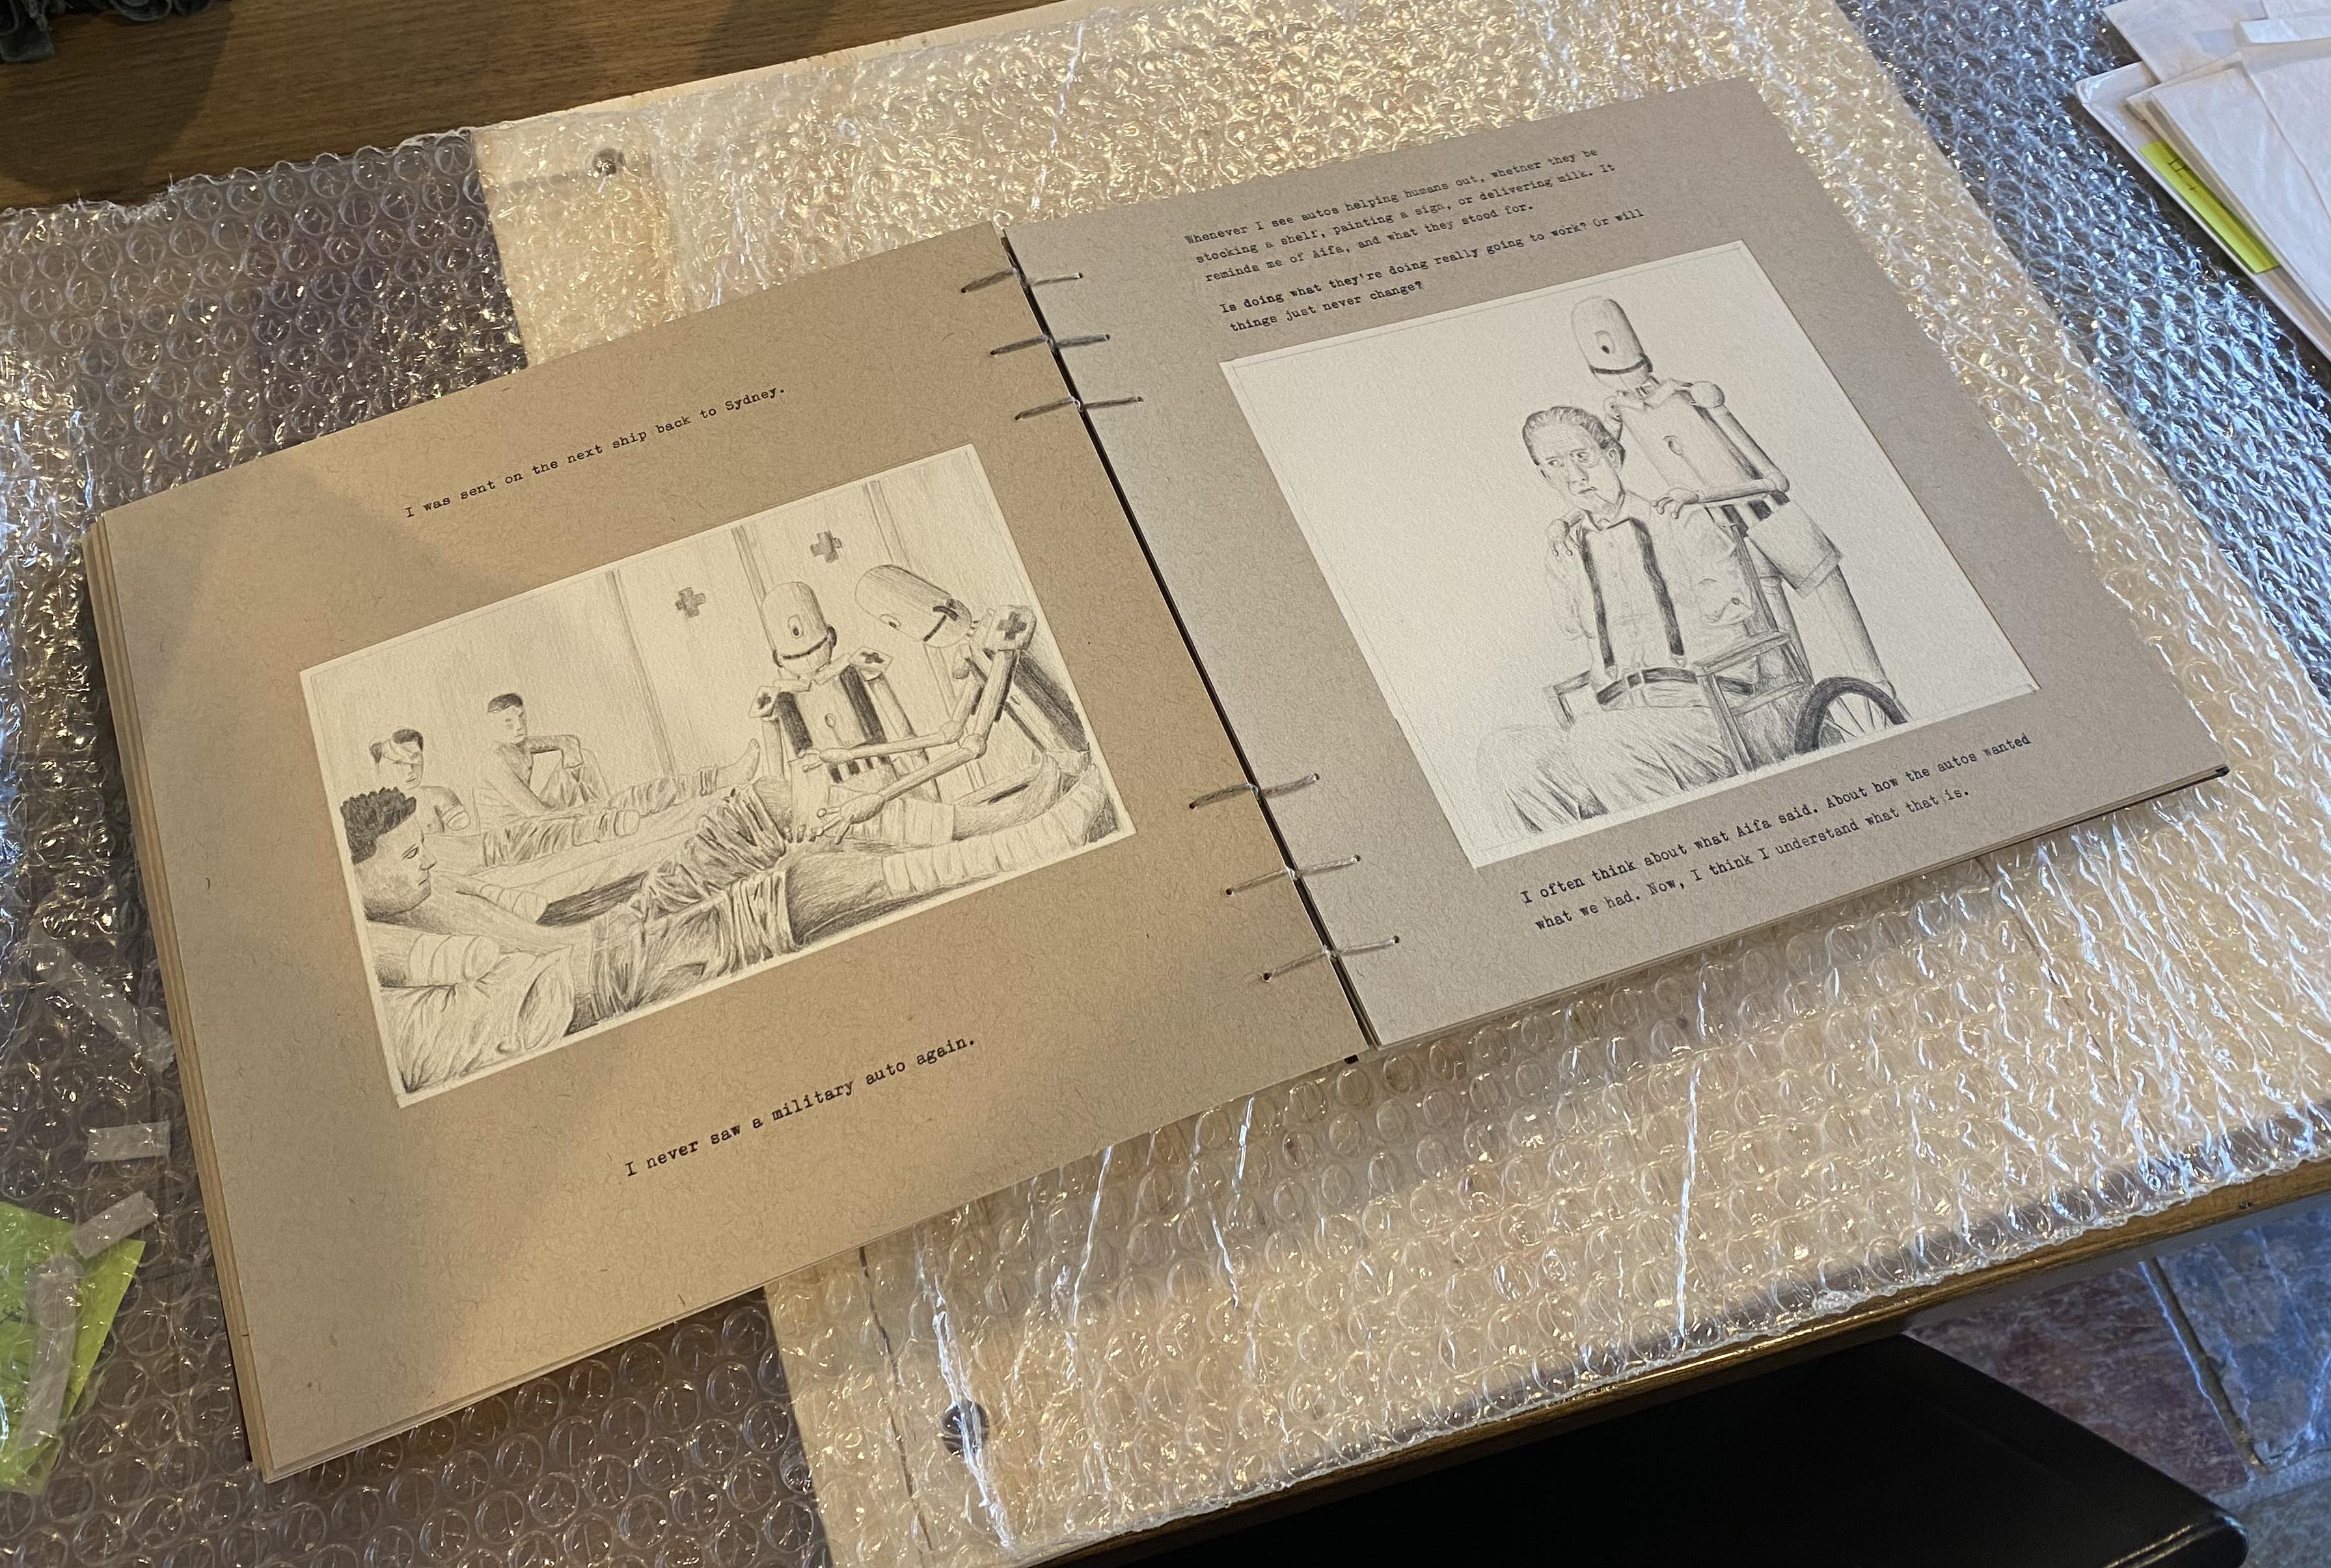 I was sent on the next ship back to Sydney.
I never saw a military auto again.
Whenever I see autos helping humans out, whether they be
stocking a shelf, painting a sign, or delivering milk. It
reminds me of Aifa, and what they stood for.
Is doing what they're doing really going to work? Or will
things just never change?
I often think about what Aifa said. About how the autos wanted
what we had. Now, I think I understand what that is.